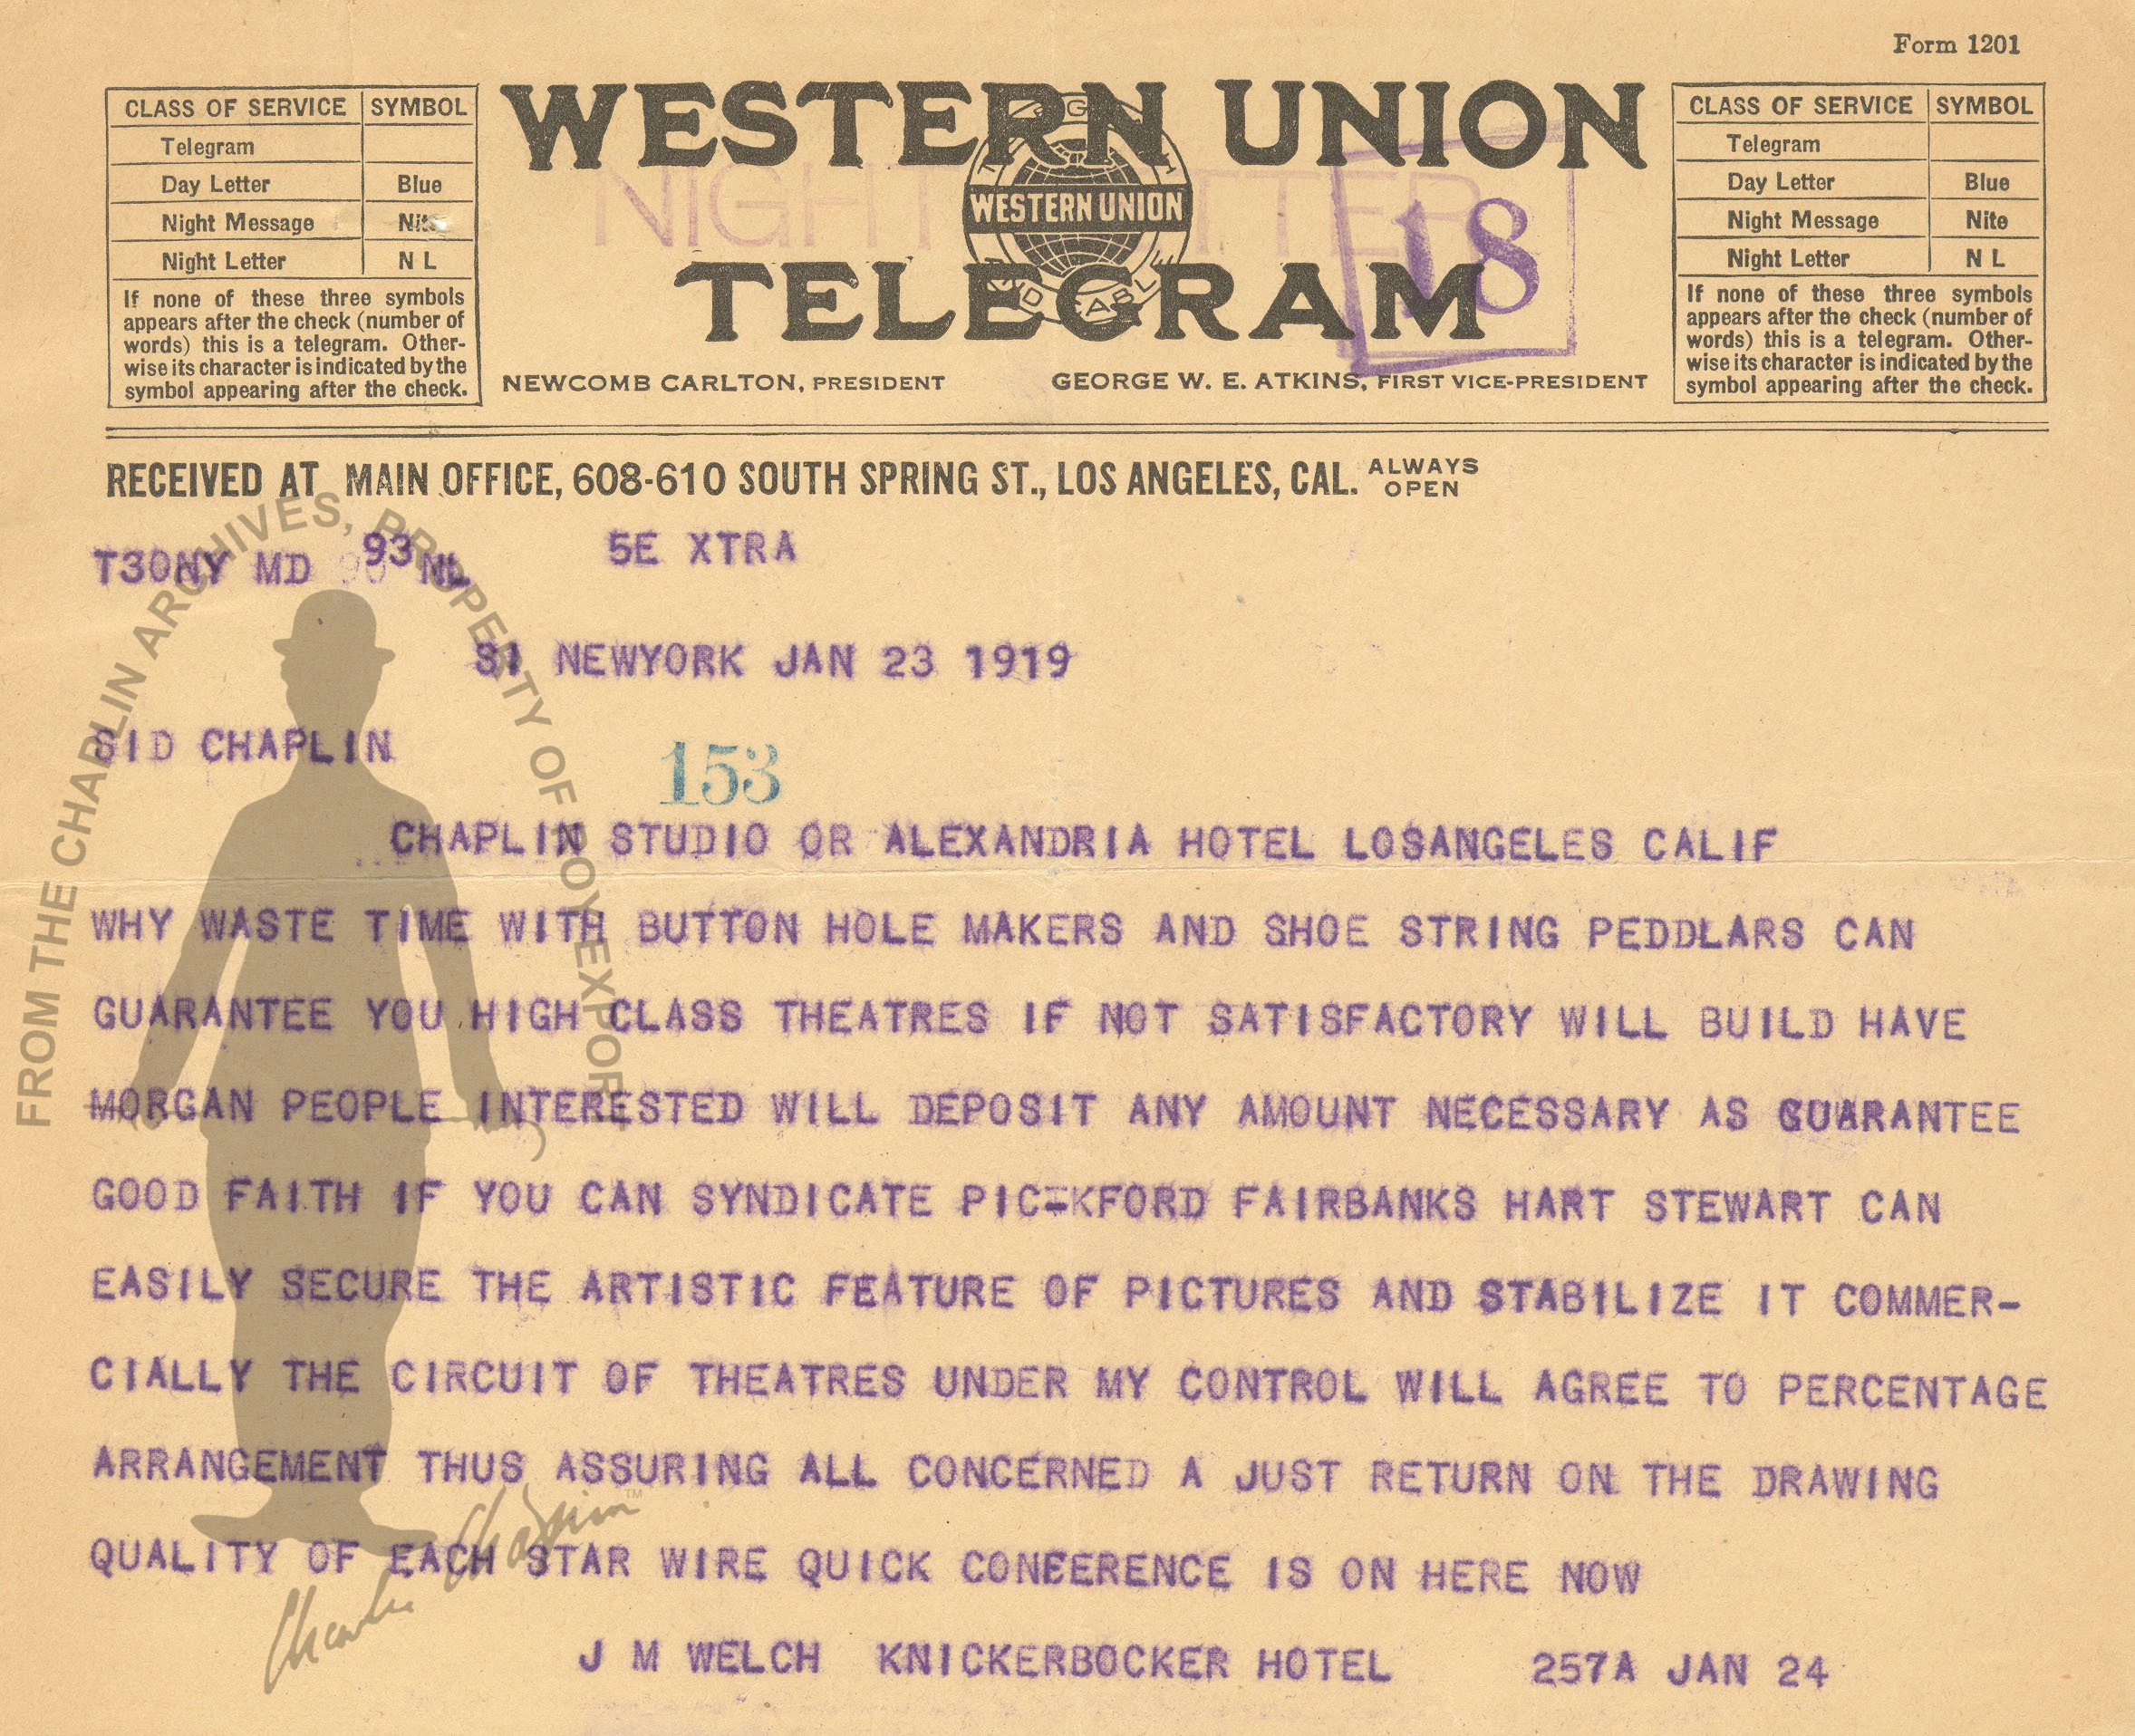 Form 1201
CLASS OF SERVICE SYMBOL
Telegram
Day Letter Blue
Night Message Nite
Night Letter N L
If none of these three symbols
appears after the check (number of
words) this is a telegram. Other-
wise its character is indicated by the
symbol appearing after the check.
WESTERN UNION
WESTERN UNION
NIGHT LETTER
18
TELEGRAM
NEWCOMB CARLTON, PRESIDENT GEORGE W. E. ATKINS, FIRST VICE-PRESIDENT
CLASS OF SERVICE SYMBOL
Telegram
Day Letter Blue
Night Message Nite
Night Letter N L
If none of these three symbols
appears after the check (number of
words) this is a telegram. Other-
wise its character is indicated by the
symbol appearing after the check.
RECEIVED AT MAIN OFFICE, 608-610 SOUTH SPRING ST., LOS ANGELES, CAL. ALWAYS OPEN
T30NY MD 93 NL 5E XTRA
NEWYORK JAN 23 1919
SID CHAPLIN
153
CHAPLIN STUDIO OR ALEXANDRIA HOTEL LOSANGELES CALIF
WHY WASTE TIME WITH BUTTON HOLE MAKERS AND SHOE STRING PEDDLARS CAN
GUARANTEE YOU HIGH CLASS THEATRES IF NOT SATISFACTORY WILL BUILD HAVE
MORGAN PEOPLE INTERESTED WILL DEPOSIT ANY AMOUNT NECESSARY AS GUARANTEE
GOOD FAITH IF YOU CAN SYNDICATE PICKFORD FAIRBANKS HART STEWART CAN
EASILY SECURE THE ARTISTIC FEATURE OF PICTURES AND STABILIZE IT COMMER-
CIALLY THE CIRCUIT OF THEATRES UNDER MY CONTROL WILL AGREE TO PERCENTAGE
ARRANGEMENT THUS ASSURING ALL CONCERNED A JUST RETURN ON THE DRAWING
QUALITY OF EACH STAR WIRE QUICK CONFERENCE IS ON HERE NOW
J M WELCH KNICKERBOCKER HOTEL 257A JAN 24
FROM THE CHAPLIN ARCHIVES, PROPERTY OF ROY EXPORT
Charlie Chaplin TM